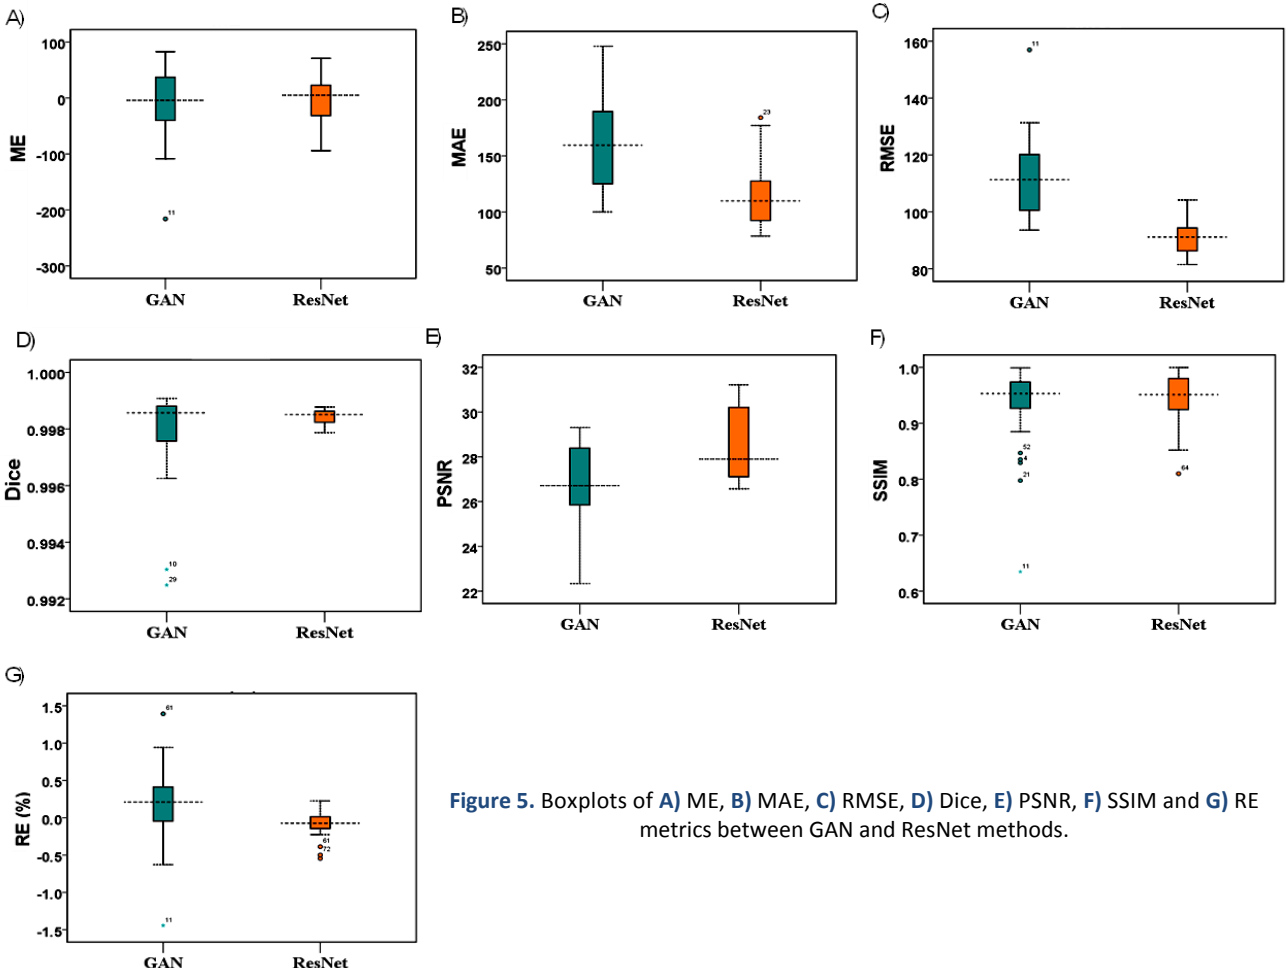 A)
100
0
-100
-200
-300
ME
11
GAN
ResNet
B)
250
200
150
100
50
MAE
23
GAN
ResNet
C)
160
140
120
100
80
RMSE
11
GAN
ResNet
D)
1.000
0.998
0.996
0.994
0.992
Dice
10
29
GAN
ResNet
E)
32
30
28
26
24
22
PSNR
GAN
ResNet
F)
1.0
0.9
0.8
0.7
0.6
SSIM
52
4
21
11
64
GAN
ResNet
G)
1.5
1.0
0.5
0.0
-0.5
-1.0
-1.5
RE (%)
61
11
61
72
GAN
ResNet
Figure 5. Boxplots of A) ME, B) MAE, C) RMSE, D) Dice, E) PSNR, F) SSIM and G) RE
metrics between GAN and ResNet methods.